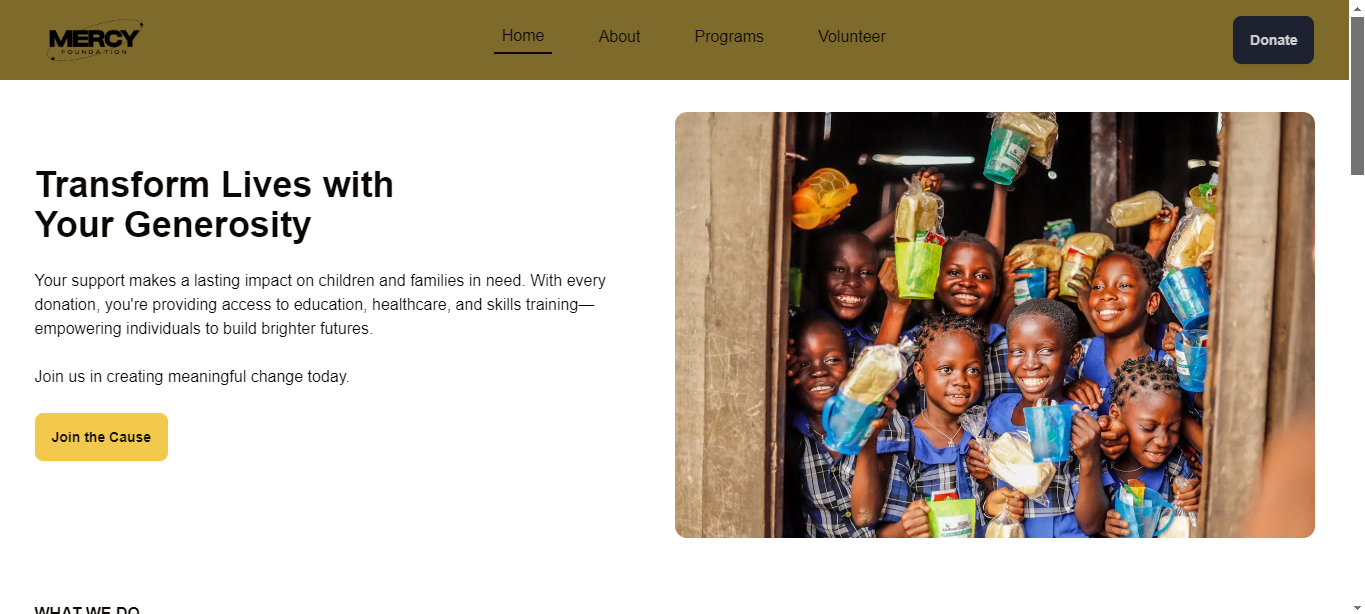 MERCY
FOUNDATION
Home
About
Programs
Volunteer
Donate
Transform Lives with
Your Generosity
Your support makes a lasting impact on children and families in need. With every
donation, you're providing access to education, healthcare, and skills training—
empowering individuals to build brighter futures.
Join us in creating meaningful change today.
Join the Cause
WHAT WE DO